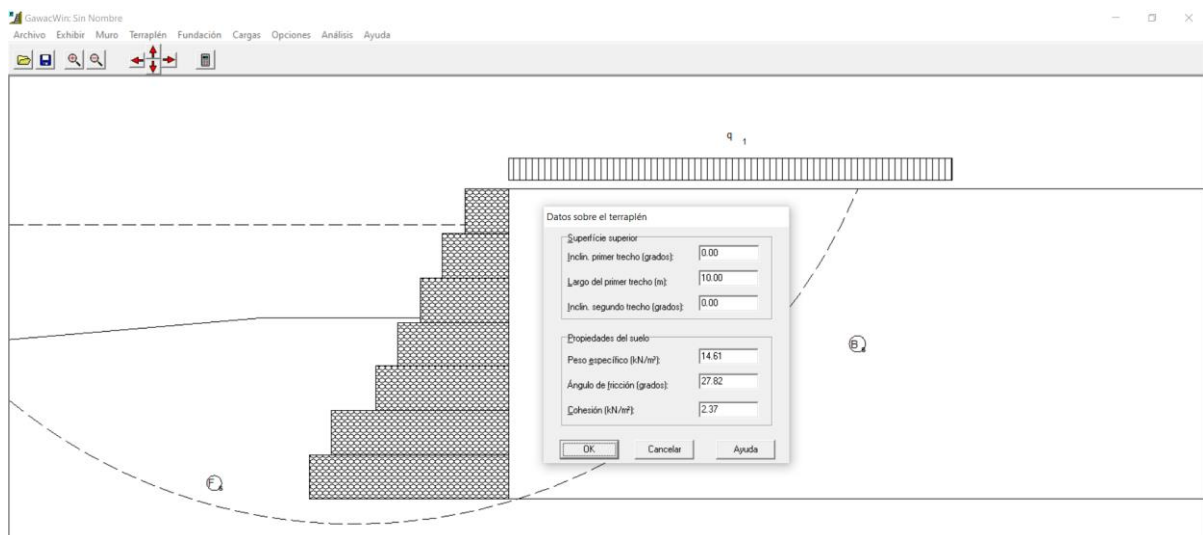 GawacWin: Sin Nombre
Archivo Exhibir Muro Terraplén Fundación Cargas Opciones Análisis Ayuda
q 1
Datos sobre el terraplén
Superfície superior
Inclin. primer trecho (grados): 0.00
Largo del primer trecho (m): 10.00
Inclin. segundo trecho (grados): 0.00
Propiedades del suelo
Peso específico (kN/m³): 14.61
Ángulo de fricción (grados): 27.82
Cohesión (kN/m²): 2.37
OK Cancelar Ayuda
B s
F s